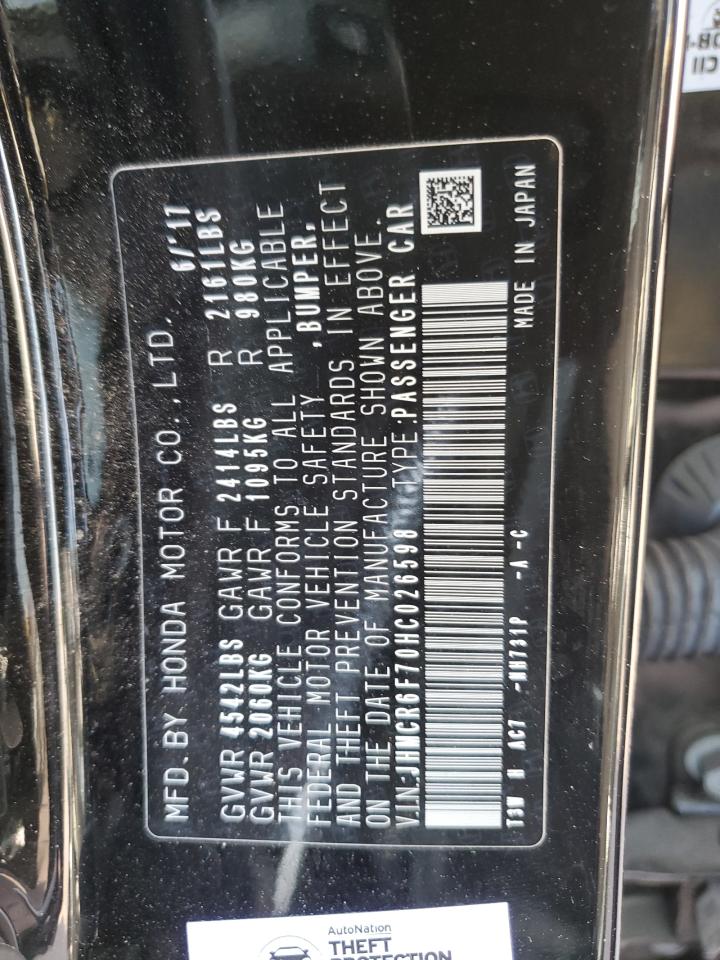 MFD. BY HONDA MOTOR CO., LTD. 6/'17
GVWR 4542LBS GAWR F 2414LBS R 2161LBS
GVWR 2060KG GAWR F 1095KG R 980KG
THIS VEHICLE CONFORMS TO ALL APPLICABLE
FEDERAL MOTOR VEHICLE SAFETY ,BUMPER,
AND THEFT PREVENTION STANDARDS IN EFFECT
ON THE DATE OF MANUFACTURE SHOWN ABOVE.
V.I.N:JHMCR6F70HC026598 TYPE:PASSENGER CAR
T3W H AC7 -NH731P -A -C MADE IN JAPAN
AutoNation
THEFT
PROTECTION